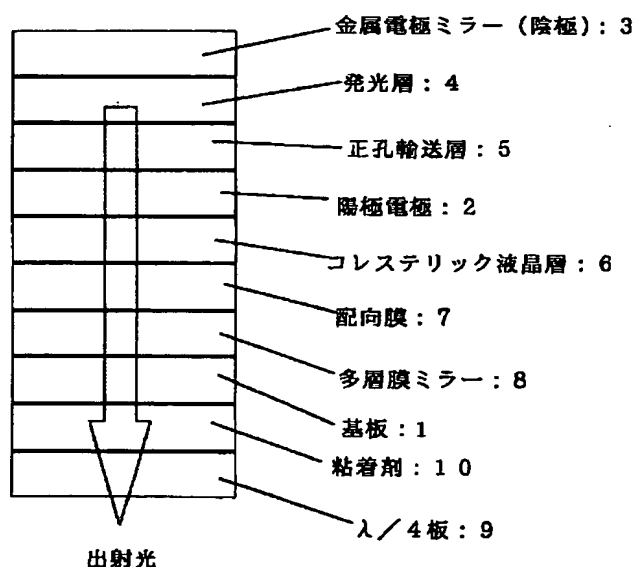 金属電極ミラー（陰極）：3
発光層：4
正孔輸送層：5
陽極電極：2
コレステリック液晶層：6
配向膜：7
多層膜ミラー：8
基板：1
粘着剤：10
λ／4板：9
出射光